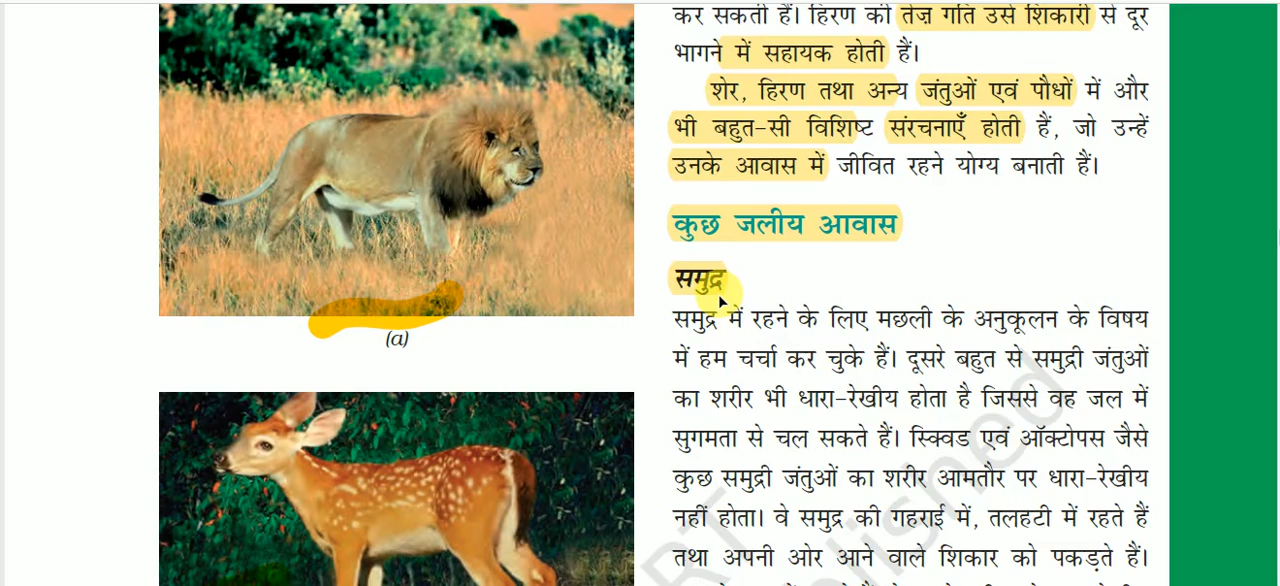 (a)
कर सकती हैं। हिरण की तेज़ गति उसे शिकारी से दूर
भागने में सहायक होती हैं।
शेर, हिरण तथा अन्य जंतुओं एवं पौधों में और
भी बहुत-सी विशिष्ट संरचनाएँ होती हैं, जो उन्हें
उनके आवास में जीवित रहने योग्य बनाती हैं।
कुछ जलीय आवास
समुद्र
समुद्र में रहने के लिए मछली के अनुकूलन के विषय
में हम चर्चा कर चुके हैं। दूसरे बहुत से समुद्री जंतुओं
का शरीर भी धारा-रेखीय होता है जिससे वह जल में
सुगमता से चल सकते हैं। स्क्विड एवं ऑक्टोपस जैसे
कुछ समुद्री जंतुओं का शरीर आमतौर पर धारा-रेखीय
नहीं होता। वे समुद्र की गहराई में, तलहटी में रहते हैं
तथा अपनी ओर आने वाले शिकार को पकड़ते हैं।